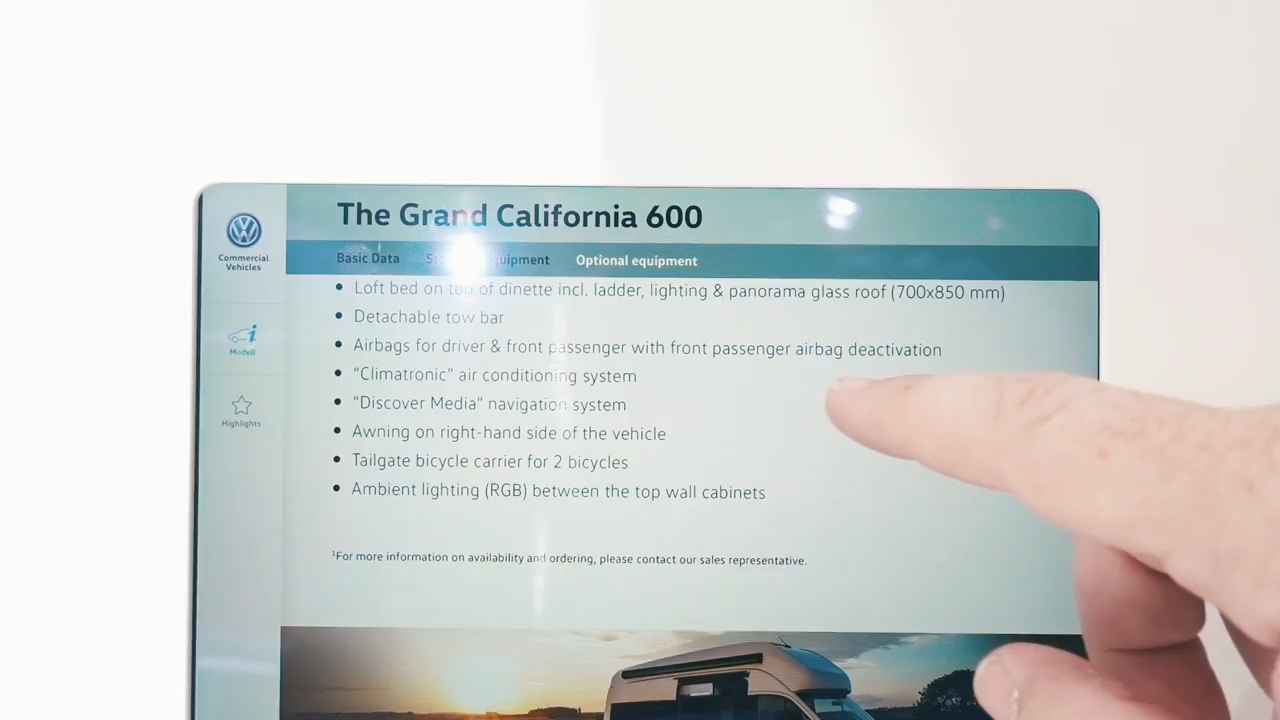 The Grand California 600
Commercial
Vehicles
Basic Data
Optional equipment
• Loft bed on top of dinette incl. ladder, lighting & panorama glass roof (700x850 mm)
• Detachable tow bar
Modell
• Airbags for driver & front passenger with front passenger airbag deactivation
• “Climatronic” air conditioning system
• “Discover Media” navigation system
Highlights
• Awning on right-hand side of the vehicle
• Tailgate bicycle carrier for 2 bicycles
• Ambient lighting (RGB) between the top wall cabinets
¹For more information on availability and ordering, please contact our sales representative.